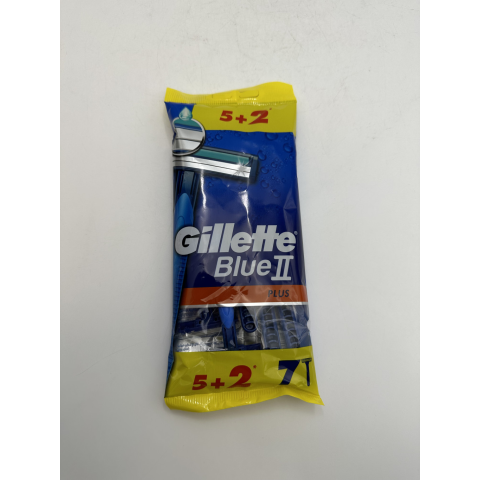 5+2*
Gillette
Blue II
PLUS
5+2* 7